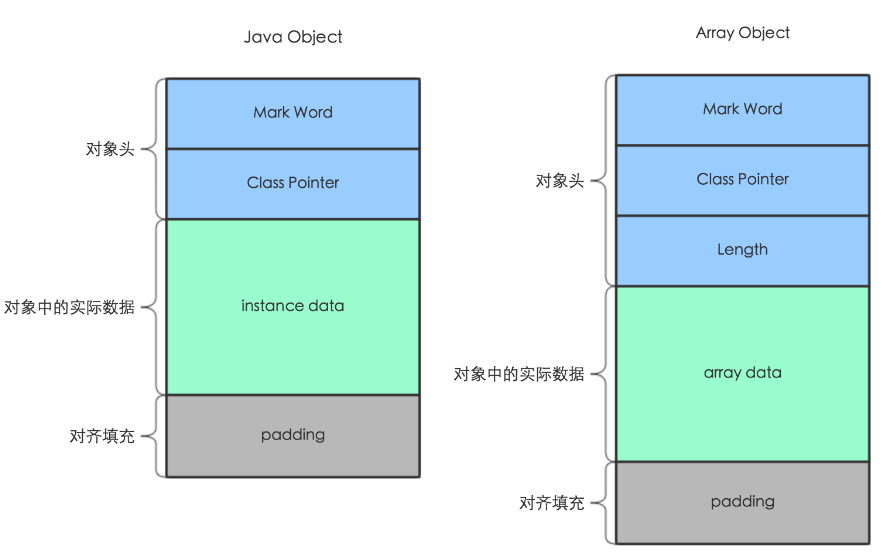 Java Object
对象头
Mark Word
Class Pointer
对象中的实际数据
instance data
对齐填充
padding
Array Object
对象头
Mark Word
Class Pointer
Length
对象中的实际数据
array data
对齐填充
padding